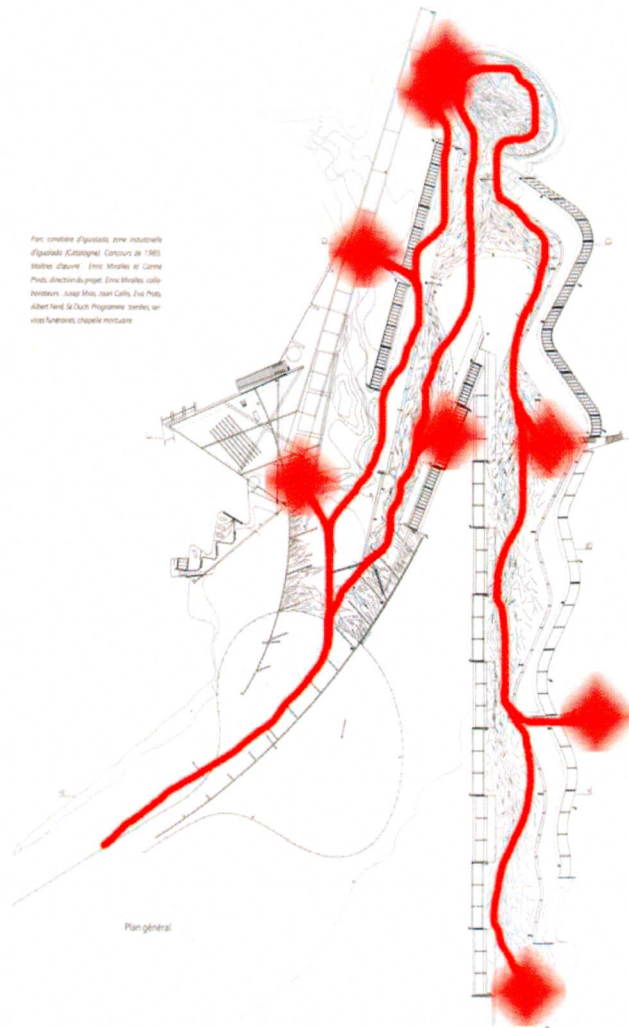 Parc cimetière d'Igualada, zone industrielle
d'Igualada (Catalogne). Concours de 1985.
Maîtres d'œuvre : Enric Miralles et Carme
Pinós, direction du projet: Enric Miralles, colla-
borateurs: Josep Mias, Joan Callis, Eva Prats,
Albert Ferré, Se Duch. Programme: tombes, ser-
vices funéraires, chapelle mortuaire.
Plan général.